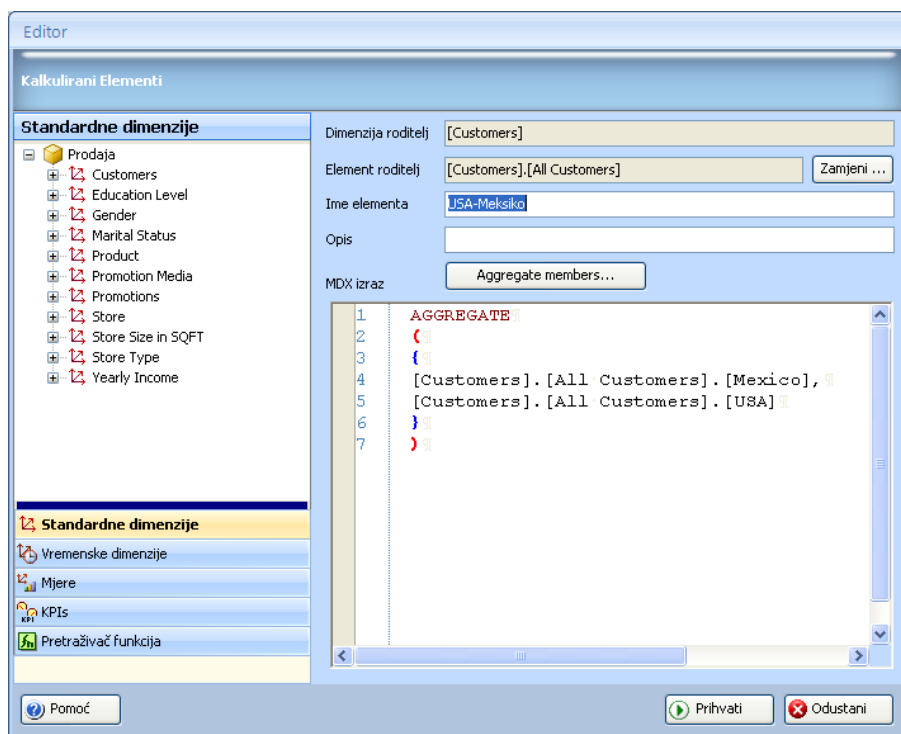 Editor
Kalkulirani Elementi
Standardne dimenzije
Prodaja
Customers
Education Level
Gender
Marital Status
Product
Promotion Media
Promotions
Store
Store Size in SQFT
Store Type
Yearly Income
Standardne dimenzije
Vremenske dimenzije
Mjere
KPI KPIs
fn Pretraživač funkcija
Dimenzija roditelj [Customers]
Element roditelj [Customers].[All Customers] Zamjeni ...
Ime elementa USA-Meksiko
Opis
MDX izraz Aggregate members...
1 AGGREGATE¶
2 (¶
3 {¶
4 [Customers].[All·Customers].[Mexico],¶
5 [Customers].[All·Customers].[USA]¶
6 }¶
7 )¶
Pomoć Prihvati Odustani